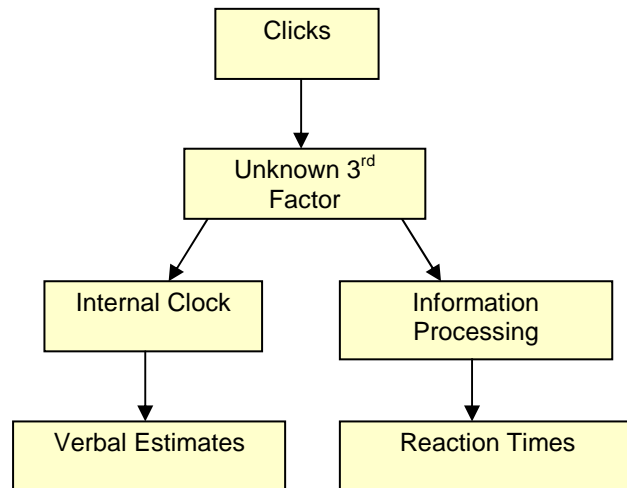 Clicks
Unknown 3rd
Factor
Internal Clock
Information
Processing
Verbal Estimates
Reaction Times